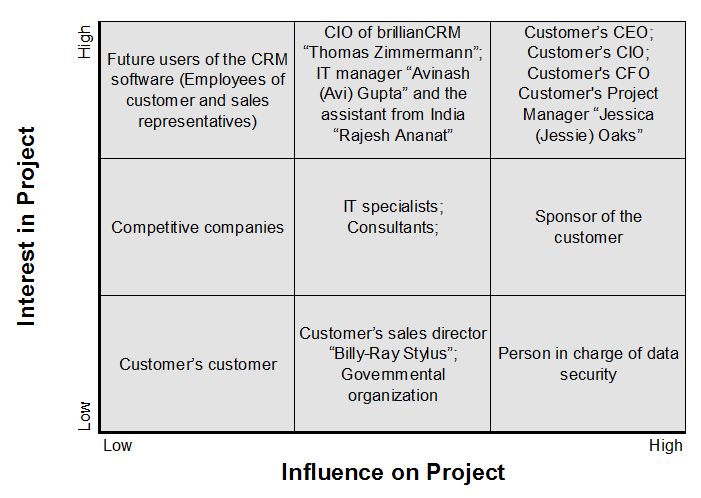 High
Future users of the CRM
software (Employees of
customer and sales
representatives)
CIO of brillianCRM
“Thomas Zimmermann”;
IT manager “Avinash
(Avi) Gupta” and the
assistant from India
“Rajesh Ananat”
Customer’s CEO;
Customer’s CIO;
Customer's CFO
Customer's Project
Manager “Jessica
(Jessie) Oaks”
Interest in Project
Competitive companies
IT specialists;
Consultants;
Sponsor of the
customer
Customer’s customer
Customer’s sales director
“Billy-Ray Stylus”;
Governmental
organization
Person in charge of data
security
Low
Low
High
Influence on Project